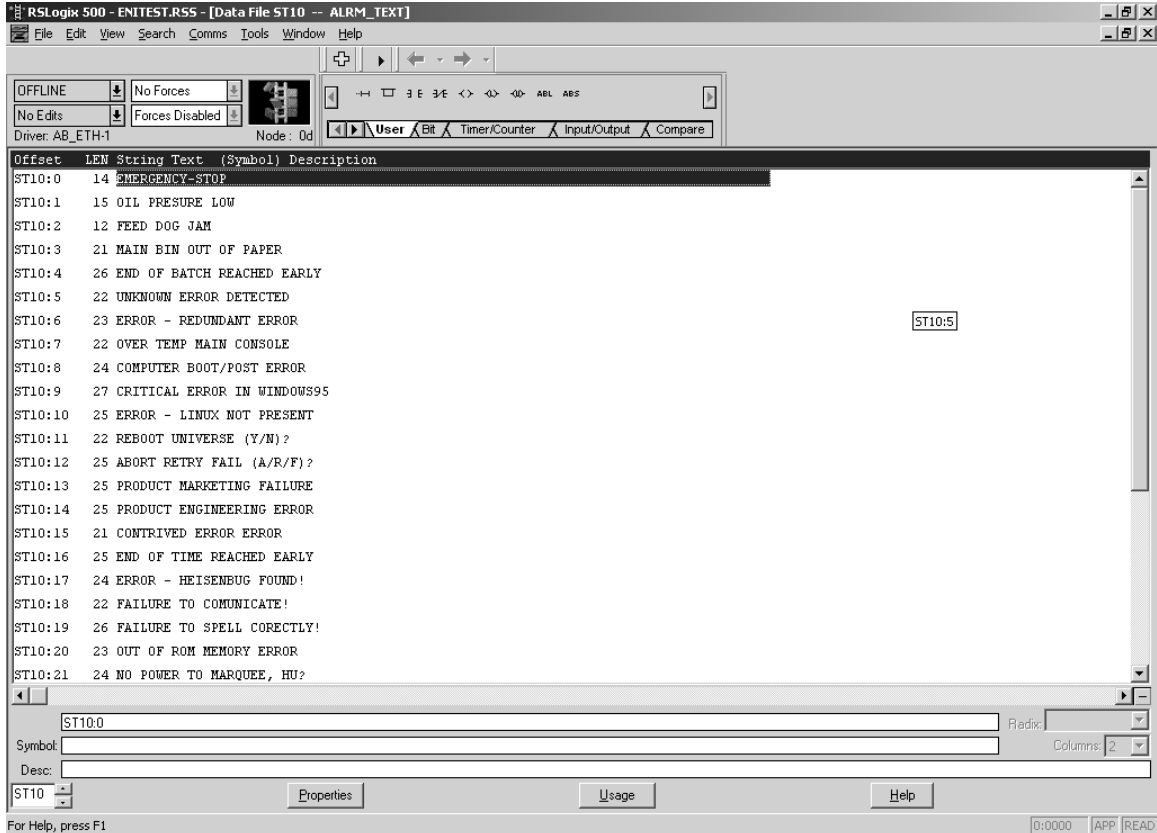 RSLogix 500 - ENITEST.RSS - [Data File ST10 -- ALRM_TEXT]
File Edit View Search Comms Tools Window Help
OFFLINE No Forces
No Edits Forces Disabled
Driver: AB_ETH-1 Node : 0d
ABL ABS
User Bit Timer/Counter Input/Output Compare
Offset LEN String Text (Symbol) Description
ST10:0 14 EMERGENCY-STOP
ST10:1 15 OIL PRESURE LOW
ST10:2 12 FEED DOG JAM
ST10:3 21 MAIN BIN OUT OF PAPER
ST10:4 26 END OF BATCH REACHED EARLY
ST10:5 22 UNKNOWN ERROR DETECTED
ST10:6 23 ERROR - REDUNDANT ERROR
ST10:5
ST10:7 22 OVER TEMP MAIN CONSOLE
ST10:8 24 COMPUTER BOOT/POST ERROR
ST10:9 27 CRITICAL ERROR IN WINDOWS95
ST10:10 25 ERROR - LINUX NOT PRESENT
ST10:11 22 REBOOT UNIVERSE (Y/N)?
ST10:12 25 ABORT RETRY FAIL (A/R/F)?
ST10:13 25 PRODUCT MARKETING FAILURE
ST10:14 25 PRODUCT ENGINEERING ERROR
ST10:15 21 CONTRIVED ERROR ERROR
ST10:16 25 END OF TIME REACHED EARLY
ST10:17 24 ERROR - HEISENBUG FOUND!
ST10:18 22 FAILURE TO COMUNICATE!
ST10:19 26 FAILURE TO SPELL CORECTLY!
ST10:20 23 OUT OF ROM MEMORY ERROR
ST10:21 24 NO POWER TO MARQUEE, HU?
ST10:0 Radix:
Symbol: Columns: 2
Desc:
ST10 Properties Usage Help
For Help, press F1 0:0000 APP READ